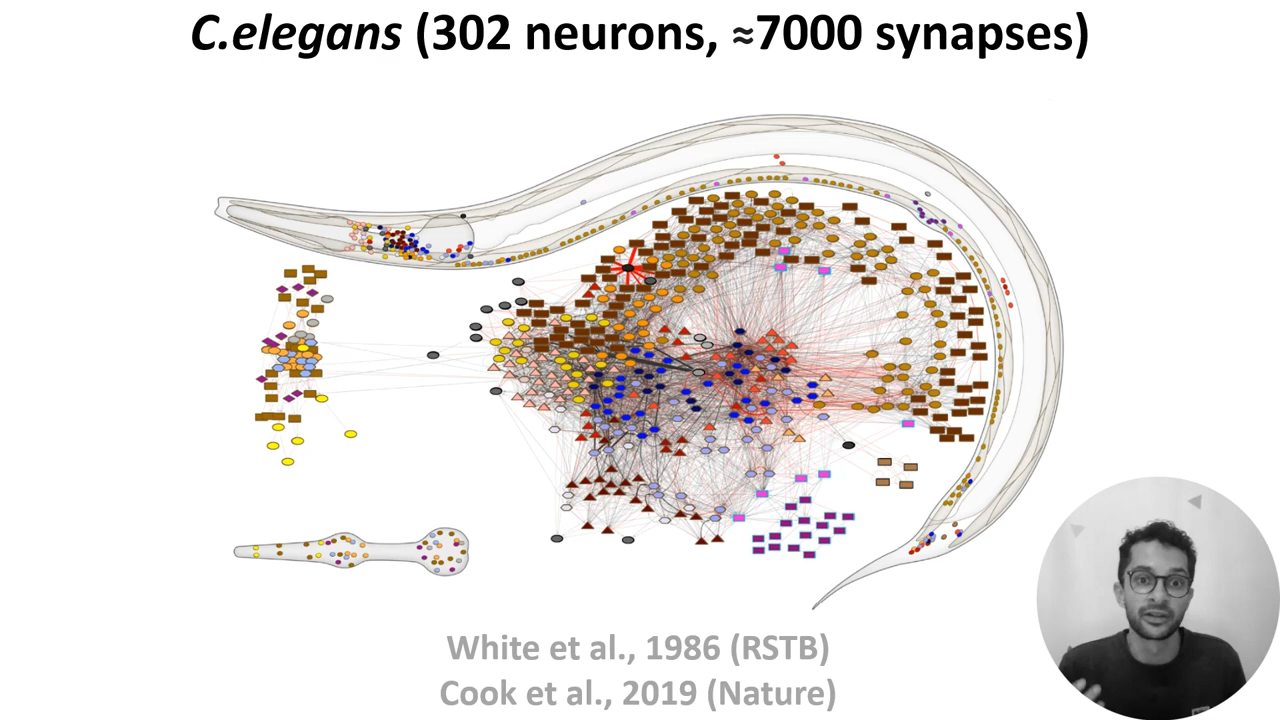 C.elegans (302 neurons, ≈7000 synapses)
White et al., 1986 (RSTB)
Cook et al., 2019 (Nature)